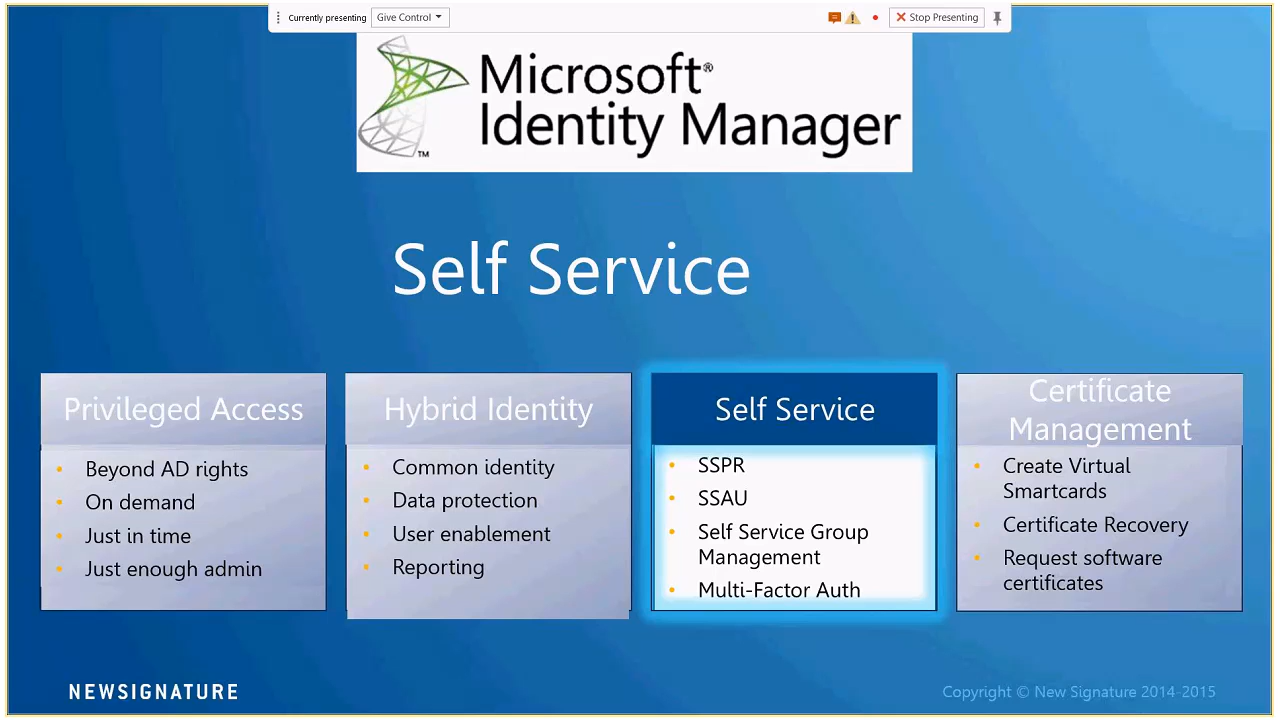 Currently presenting Give Control Stop Presenting
Microsoft®
Identity Manager
TM
Self Service
Privileged Access
• Beyond AD rights
• On demand
• Just in time
• Just enough admin
Hybrid Identity
• Common identity
• Data protection
• User enablement
• Reporting
Self Service
• SSPR
• SSAU
• Self Service Group
Management
• Multi-Factor Auth
Certificate
Management
• Create Virtual
Smartcards
• Certificate Recovery
• Request software
certificates
NEWSIGNATURE
Copyright © New Signature 2014-2015